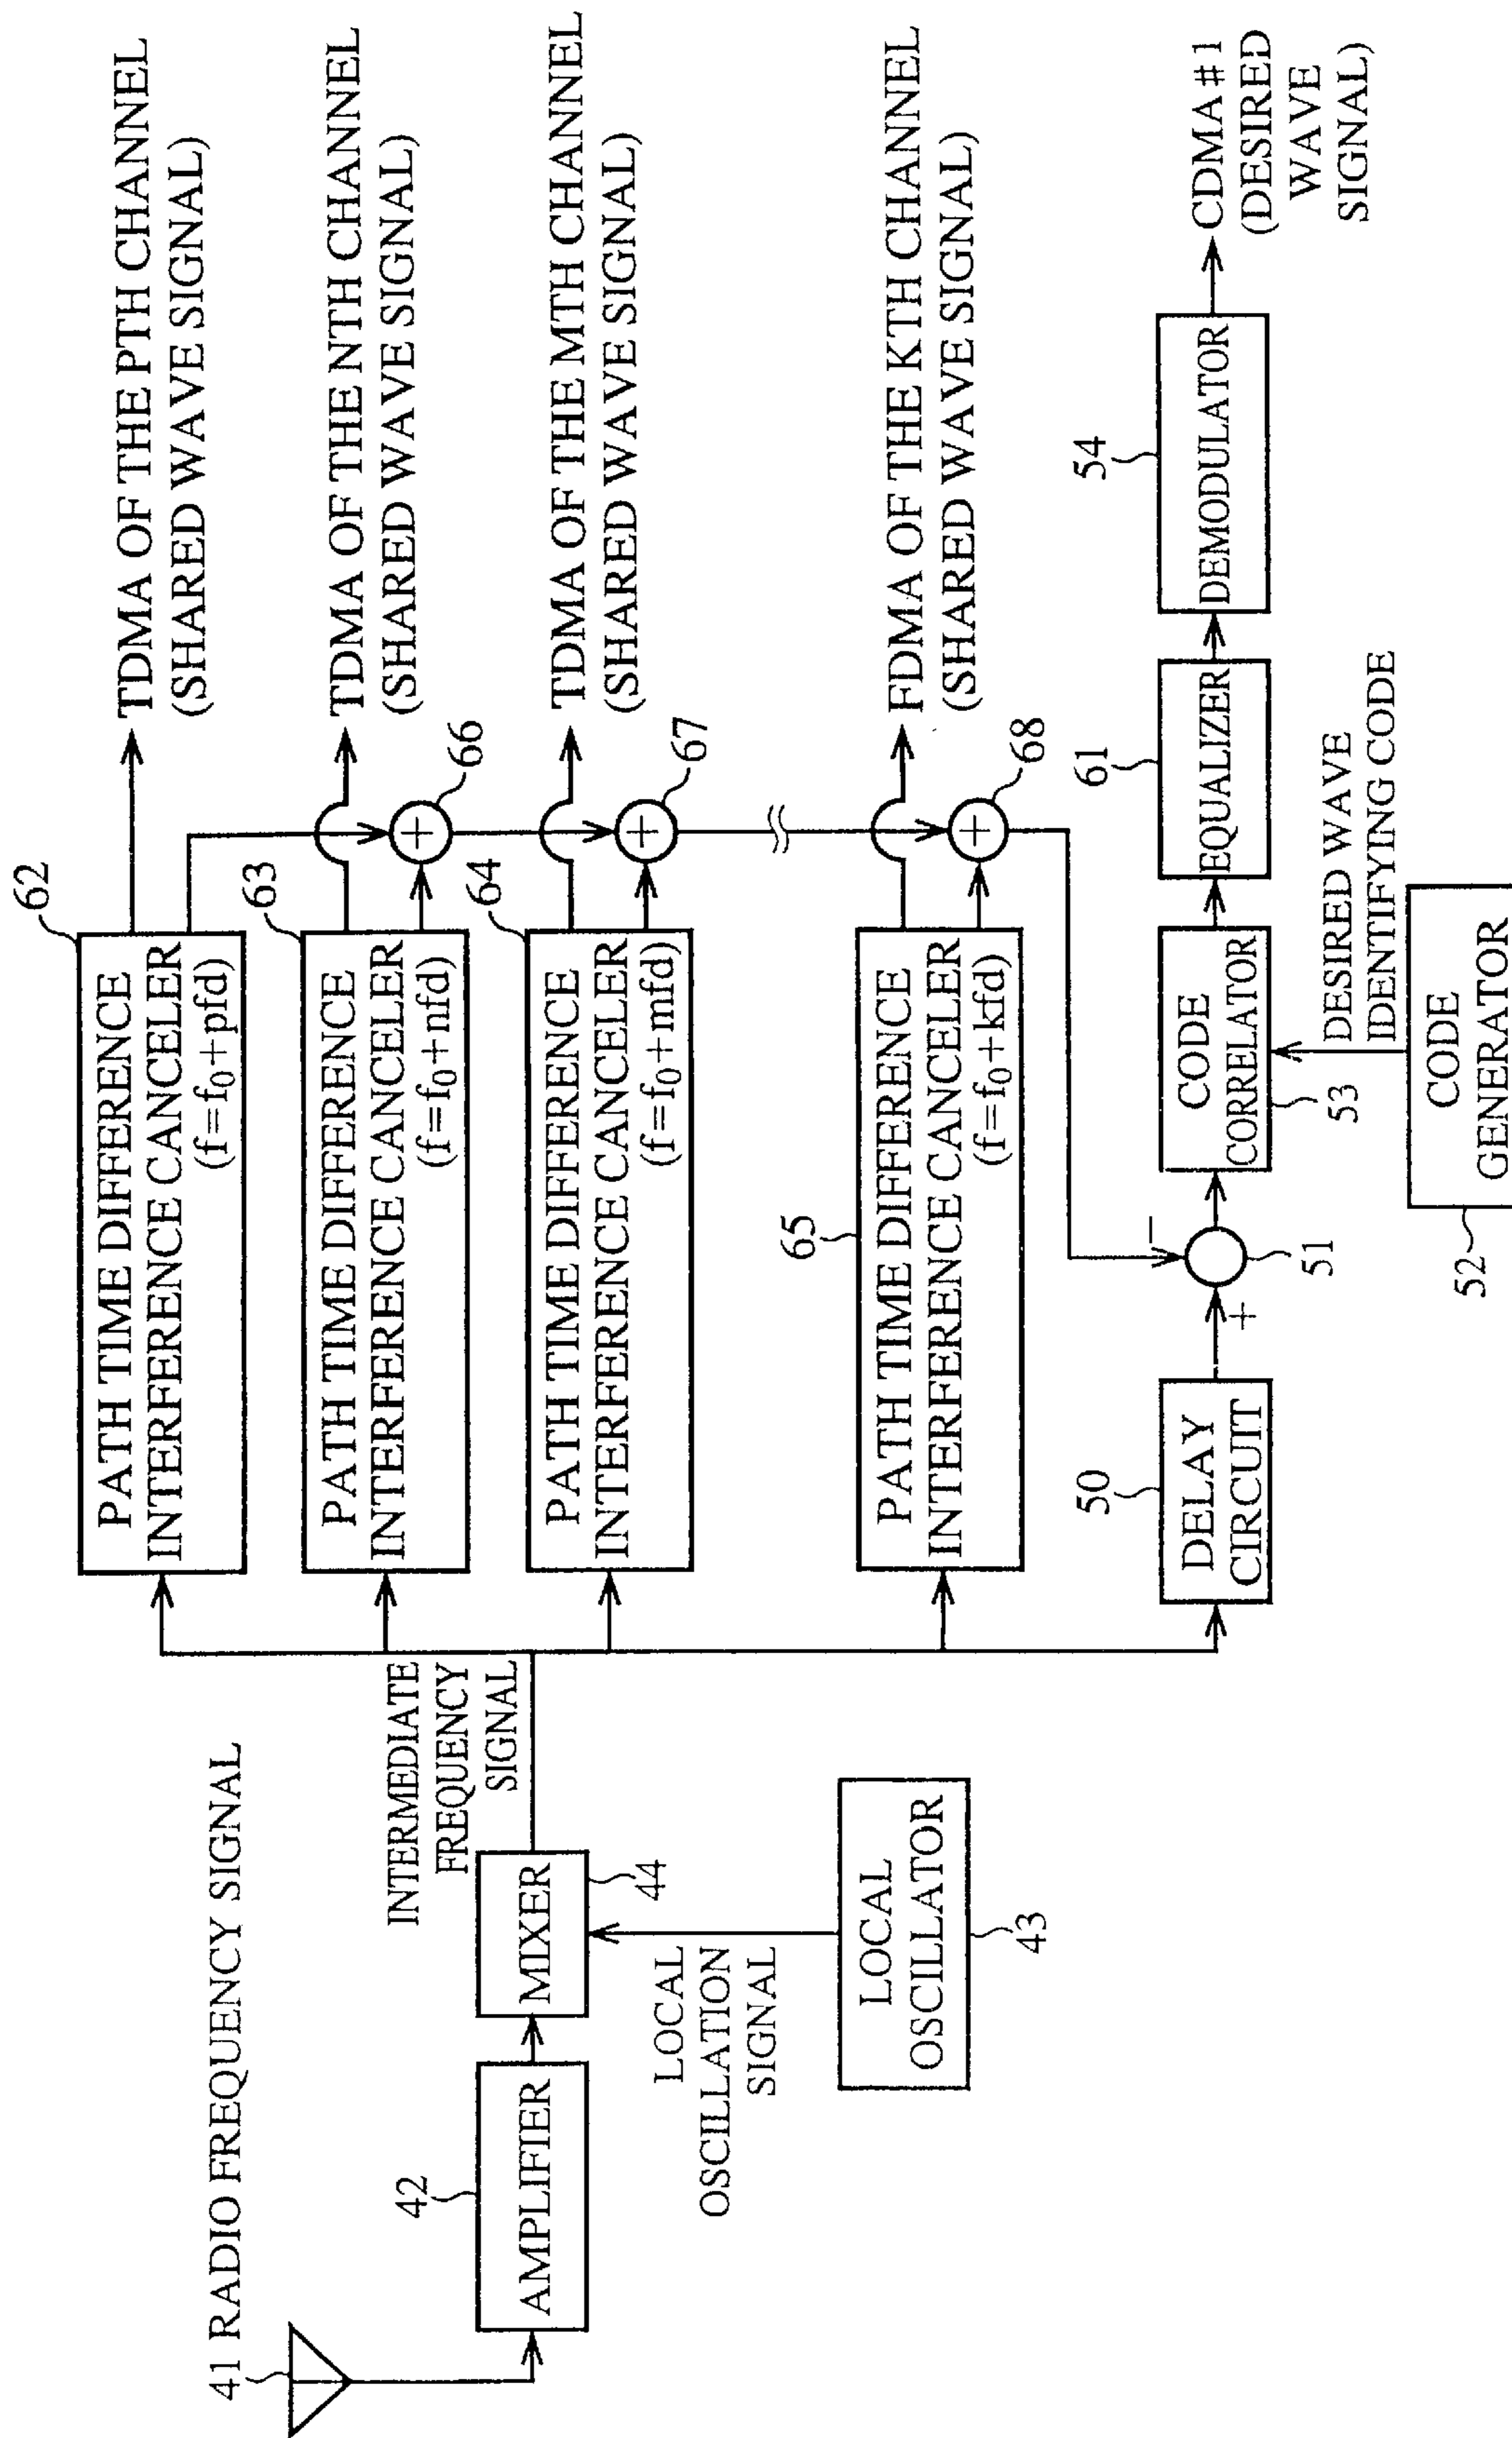 41 RADIO FREQUENCY SIGNAL
42
AMPLIFIER
MIXER
44
LOCAL
OSCILLATION
SIGNAL
LOCAL
OSCILLATOR
43
INTERMEDIATE
FREQUENCY
SIGNAL
62
PATH TIME DIFFERENCE
INTERFERENCE CANCELER
(f=f₀+pfd)
TDMA OF THE PTH CHANNEL
(SHARED WAVE SIGNAL)
63
PATH TIME DIFFERENCE
INTERFERENCE CANCELER
(f=f₀+nfd)
+
66
TDMA OF THE NTH CHANNEL
(SHARED WAVE SIGNAL)
64
PATH TIME DIFFERENCE
INTERFERENCE CANCELER
(f=f₀+mfd)
+
67
TDMA OF THE MTH CHANNEL
(SHARED WAVE SIGNAL)
65
PATH TIME DIFFERENCE
INTERFERENCE CANCELER
(f=f₀+kfd)
+
68
FDMA OF THE KTH CHANNEL
(SHARED WAVE SIGNAL)
50
DELAY
CIRCUIT
+
−
51
CODE
CORRELATOR
53
61
EQUALIZER
54
DEMODULATOR
CDMA #1
(DESIRED
WAVE
SIGNAL)
DESIRED WAVE
IDENTIFYING CODE
52
CODE
GENERATOR